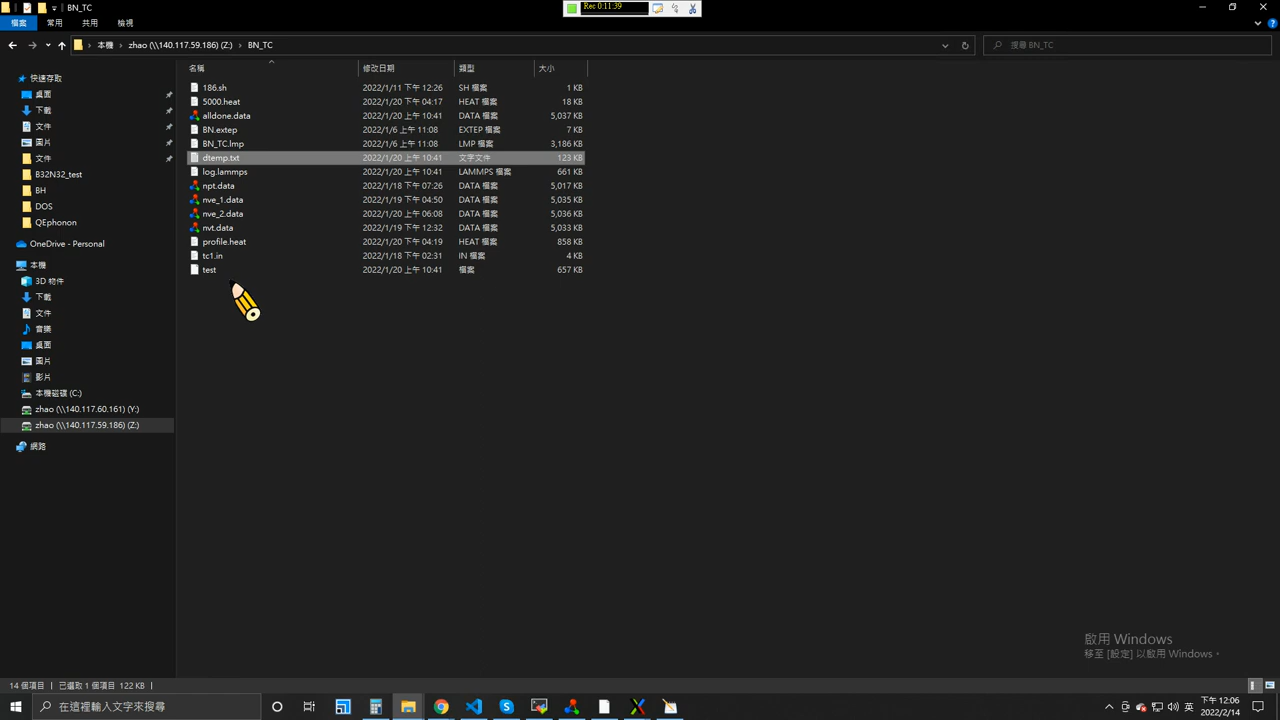 BN_TC
Rec 0:11:39
檔案 常用 共用 檢視
本機 zhao (\\140.117.59.186) (Z:) BN_TC
搜尋 BN_TC
名稱 修改日期 類型 大小
186.sh 2022/1/11 下午 12:26 SH 檔案 1 KB
5000.heat 2022/1/20 下午 04:17 HEAT 檔案 18 KB
alldone.data 2022/1/20 上午 10:41 DATA 檔案 5,037 KB
BN.extep 2022/1/6 上午 11:08 EXTEP 檔案 7 KB
BN_TC.lmp 2022/1/6 上午 11:08 LMP 檔案 3,186 KB
dtemp.txt 2022/1/20 上午 10:41 文字文件 123 KB
log.lammps 2022/1/20 上午 10:41 LAMMPS 檔案 661 KB
npt.data 2022/1/18 下午 07:26 DATA 檔案 5,017 KB
nve_1.data 2022/1/19 下午 04:50 DATA 檔案 5,035 KB
nve_2.data 2022/1/20 上午 06:08 DATA 檔案 5,036 KB
nvt.data 2022/1/19 下午 12:32 DATA 檔案 5,033 KB
profile.heat 2022/1/20 下午 04:19 HEAT 檔案 858 KB
tc1.in 2022/1/18 下午 02:31 IN 檔案 4 KB
test 2022/1/20 上午 10:41 檔案 657 KB
快速存取
桌面
下載
文件
圖片
文件
B32N32_test
BH
DOS
QEphonon
OneDrive - Personal
本機
3D 物件
下載
文件
音樂
桌面
圖片
影片
本機磁碟 (C:)
zhao (\\140.117.60.161) (Y:)
zhao (\\140.117.59.186) (Z:)
網路
啟用 Windows
移至 [設定] 以啟用 Windows。
14 個項目 已選取 1 個項目 122 KB
在這裡輸入文字來搜尋
英
下午 12:06
2022/2/14